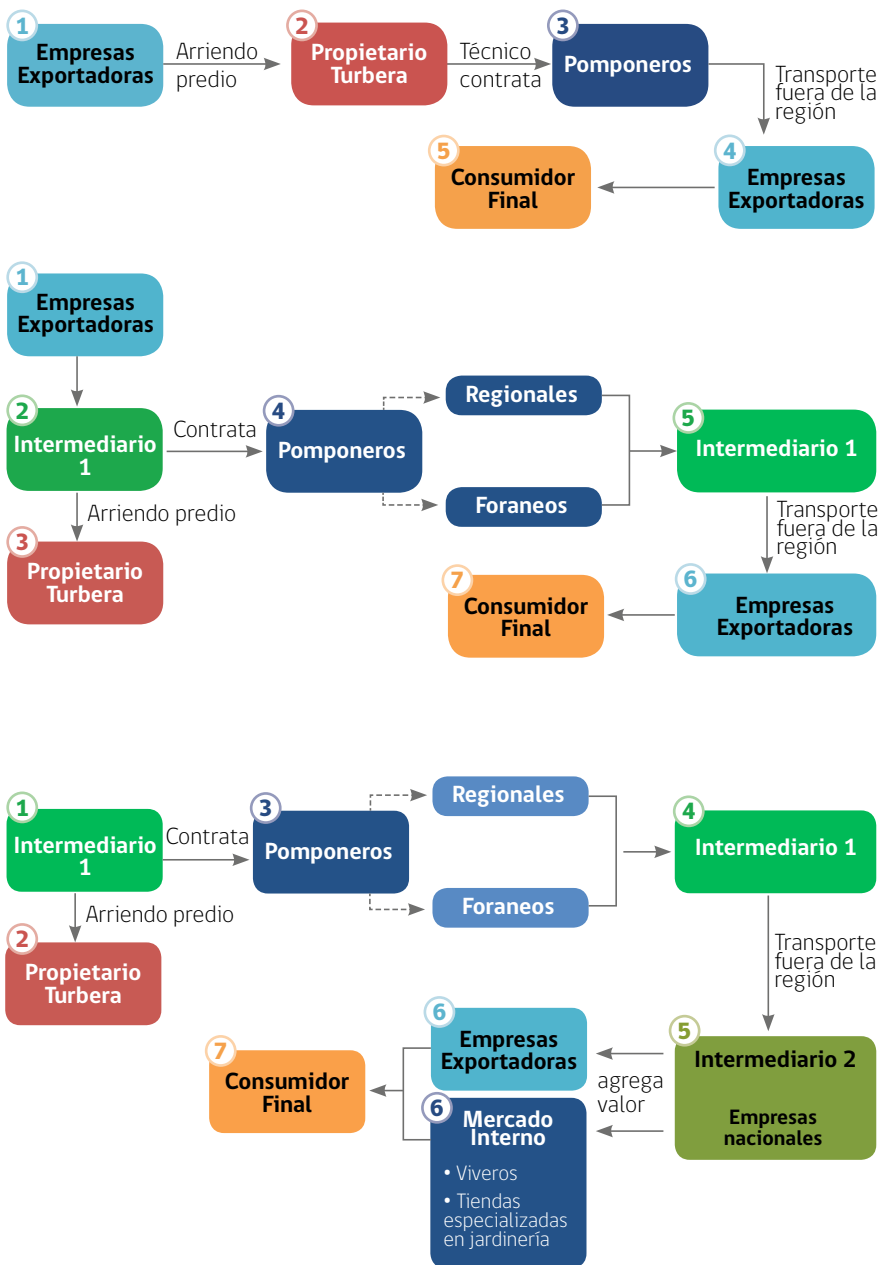 1
Empresas
Exportadoras
Arriendo
predio
2
Propietario
Turbera
Técnico
contrata
3
Pomponeros
Transporte
fuera de la
región
4
Empresas
Exportadoras
5
Consumidor
Final
1
Empresas
Exportadoras
2
Intermediario
1
Contrata
Arriendo predio
3
Propietario
Turbera
4
Pomponeros
Regionales
Foraneos
5
Intermediario 1
Transporte
fuera de la
región
6
Empresas
Exportadoras
7
Consumidor
Final
1
Intermediario
1
Contrata
Arriendo predio
2
Propietario
Turbera
3
Pomponeros
Regionales
Foraneos
4
Intermediario 1
Transporte
fuera de la
región
5
Intermediario 2
Empresas
nacionales
agrega
valor
6
Empresas
Exportadoras
6
Mercado
Interno
• Viveros
• Tiendas
especializadas
en jardinería
7
Consumidor
Final